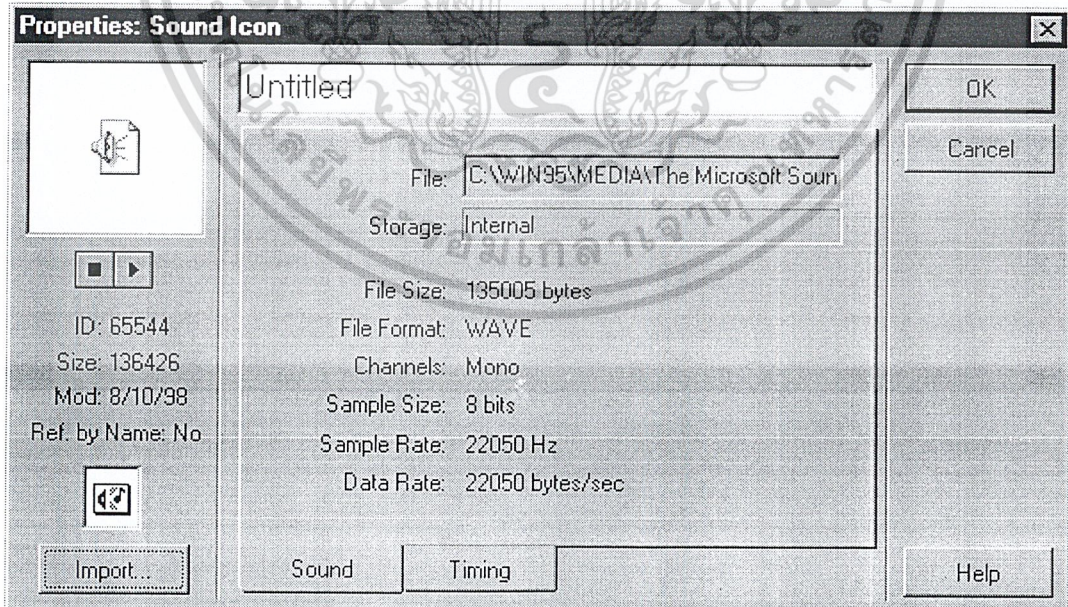 Properties: Sound Icon
Untitled
OK
Cancel
File: C:\WIN95\MEDIA\The Microsoft Soun
Storage: Internal
File Size: 135005 bytes
File Format: WAVE
Channels: Mono
Sample Size: 8 bits
Sample Rate: 22050 Hz
Data Rate: 22050 bytes/sec
ID: 65544
Size: 136426
Mod: 8/10/98
Ref. by Name: No
Import...
Sound
Timing
Help